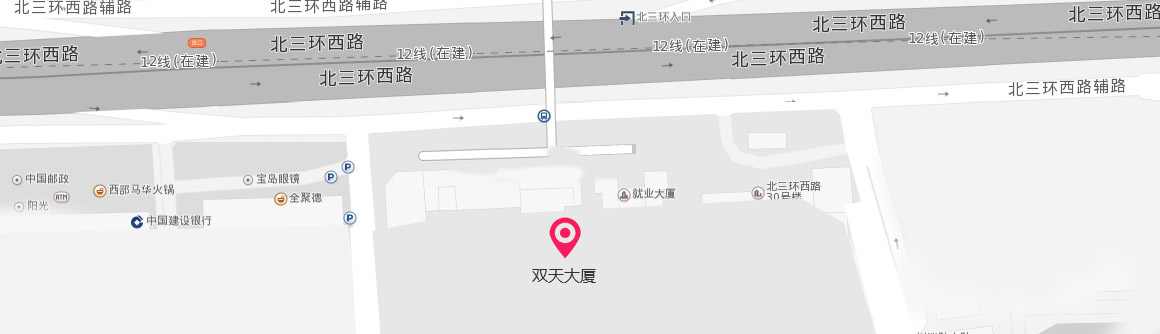 北三环西路辅路
北三环西路辅路
北三环入口
北三环西路
北三环西路
出口
北三环西路
12线(在建)
12线(在建)
12线(在建)
北三环西路
12线(在建)
北三环西路
北三环西路
北三环西路辅路
P
P
P
中国邮政
宝岛眼镜
西部马华火锅
ATM
全聚德
阳光
中国建设银行
就业大厦
北三环西路
30号楼
双天大厦